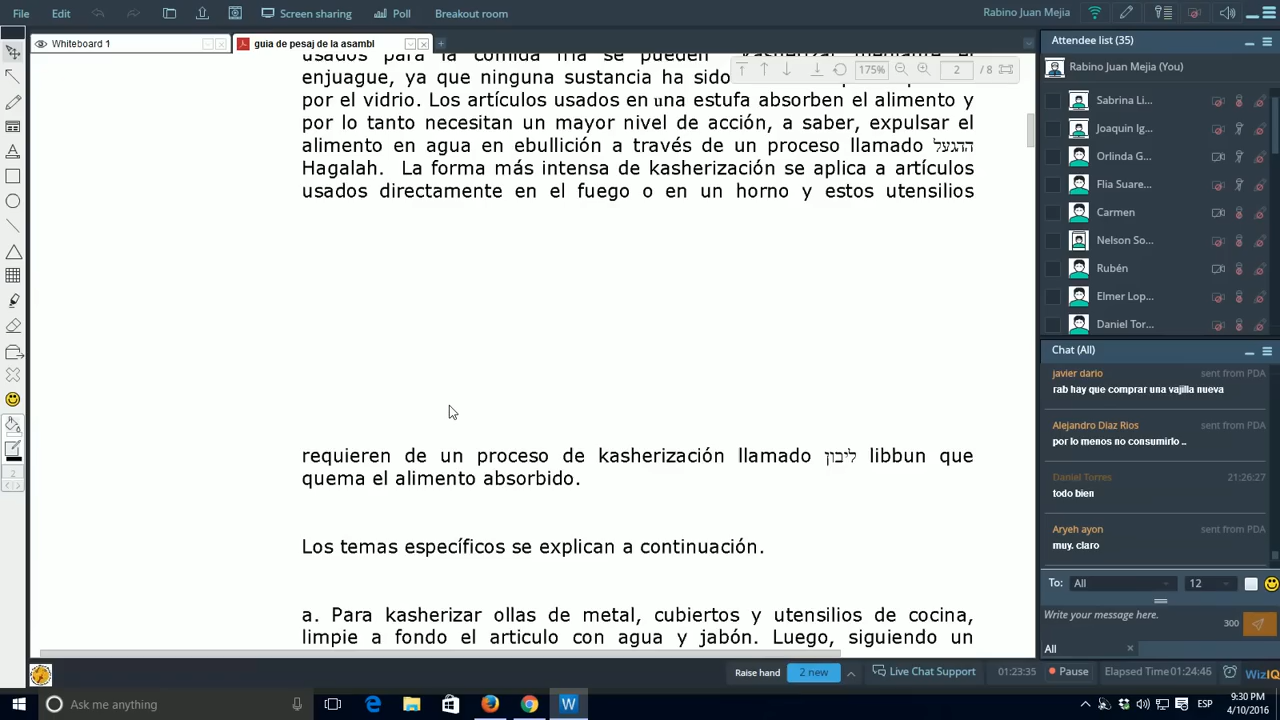 File Edit Screen sharing Poll Breakout room Rabino Juan Mejia
Whiteboard 1 guia de pesaj de la asambl
175% 2 / 8
usados para la comida fría se pueden
enjuague, ya que ninguna sustancia ha sido
por el vidrio. Los artículos usados en una estufa absorben el alimento y
por lo tanto necesitan un mayor nivel de acción, a saber, expulsar el
alimento en agua en ebullición a través de un proceso llamado ההגעל
Hagalah. La forma más intensa de kasherización se aplica a artículos
usados directamente en el fuego o en un horno y estos utensilios
requieren de un proceso de kasherización llamado ליבון libbun que
quema el alimento absorbido.
Los temas específicos se explican a continuación.
a. Para kasherizar ollas de metal, cubiertos y utensilios de cocina,
limpie a fondo el articulo con agua y jabón. Luego, siguiendo un
Attendee list (35)
Rabino Juan Mejia (You)
Sabrina Li...
Joaquin Ig...
Orlinda G...
Flia Suare...
Carmen
Nelson So...
Rubén
Elmer Lop...
Daniel Tor...
Chat (All)
javier dario sent from PDA
rab hay que comprar una vajilla nueva
Alejandro Diaz Rios sent from PDA
por lo menos no consumirlo ..
Daniel Torres 21:26:27
todo bien
Aryeh ayon sent from PDA
muy. claro
To: All 12
Write your message here. 300
All
Raise hand 2 new Live Chat Support 01:23:35 Pause Elapsed Time 01:24:46 WizIQ
Ask me anything
ESP
9:30 PM
4/10/2016